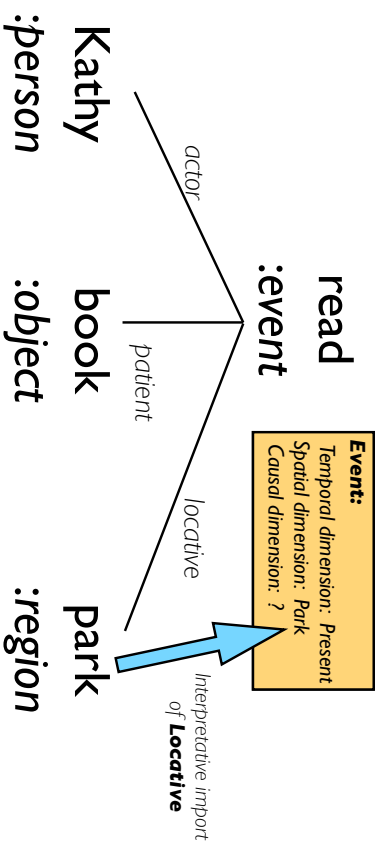 read
:event
Event:
Temporal dimension: Present
Spatial dimension: Park
Causal dimension: ?
actor
patient
locative
Interpretative import
of Locative
Kathy
:person
book
:object
park
:region